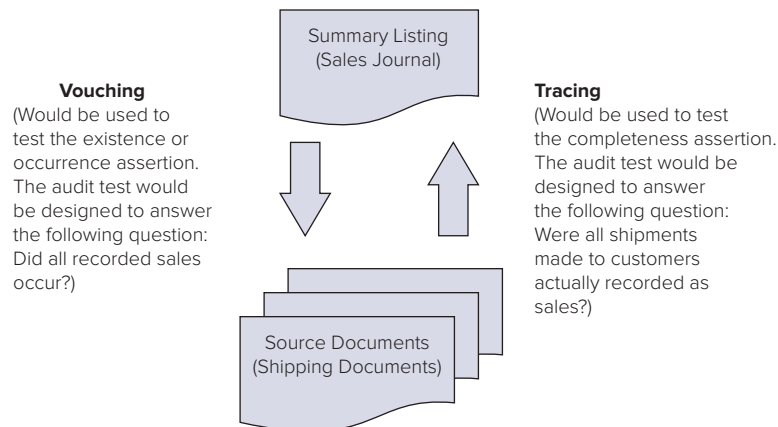 Summary Listing
(Sales Journal)
Vouching
(Would be used to
test the existence or
occurrence assertion.
The audit test would
be designed to answer
the following question:
Did all recorded sales
occur?)
Tracing
(Would be used to test
the completeness assertion.
The audit test would be
designed to answer
the following question:
Were all shipments
made to customers
actually recorded as
sales?)
Source Documents
(Shipping Documents)